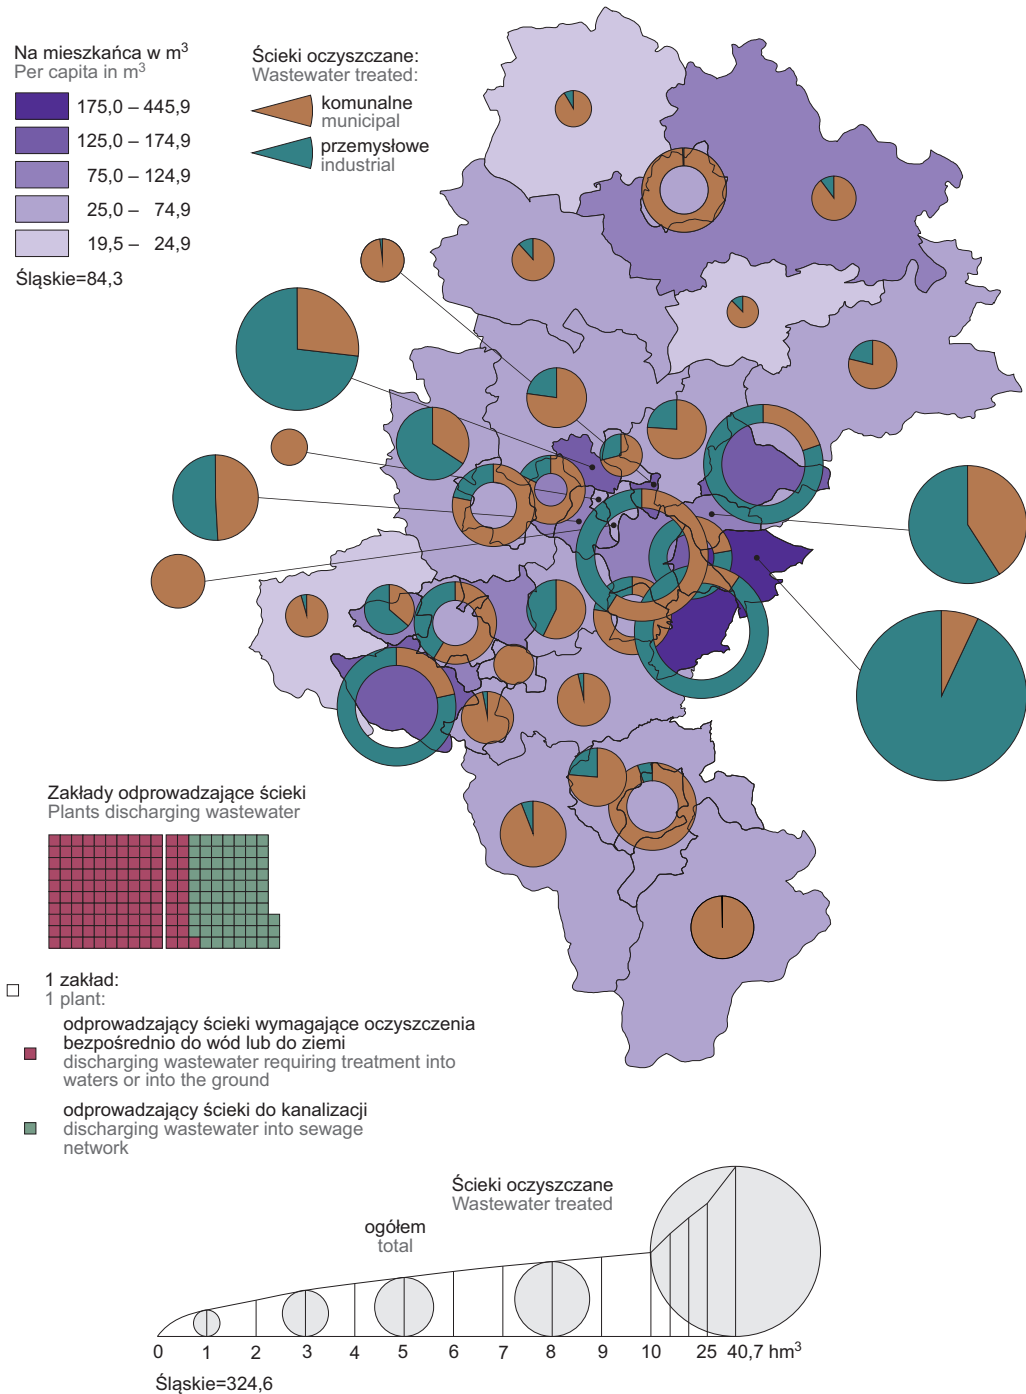 Na mieszkańca w m³
Per capita in m³
175,0 – 445,9
125,0 – 174,9
75,0 – 124,9
25,0 – 74,9
19,5 – 24,9
Śląskie=84,3
Ścieki oczyszczane:
Wastewater treated:
komunalne
municipal
przemysłowe
industrial
Zakłady odprowadzające ścieki
Plants discharging wastewater
1 zakład:
1 plant:
odprowadzający ścieki wymagające oczyszczenia
bezpośrednio do wód lub do ziemi
discharging wastewater requiring treatment into
waters or into the ground
odprowadzający ścieki do kanalizacji
discharging wastewater into sewage
network
Ścieki oczyszczane
Wastewater treated
ogółem
total
0 1 2 3 4 5 6 7 8 9 10 25 40,7 hm³
Śląskie=324,6